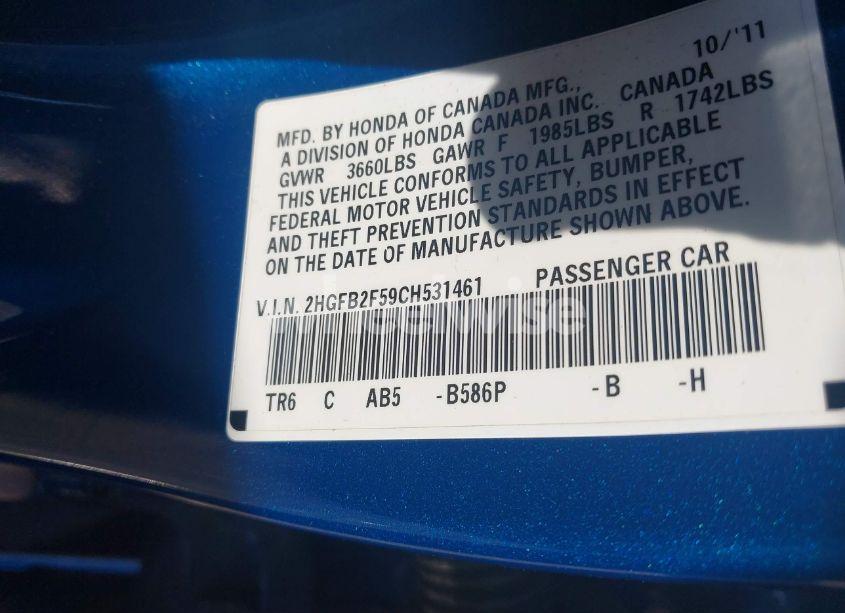 10/'11
MFD. BY HONDA OF CANADA MFG.,
A DIVISION OF HONDA CANADA INC. CANADA
GVWR 3660LBS GAWR F 1985LBS R 1742LBS
THIS VEHICLE CONFORMS TO ALL APPLICABLE
FEDERAL MOTOR VEHICLE SAFETY, BUMPER,
AND THEFT PREVENTION STANDARDS IN EFFECT
ON THE DATE OF MANUFACTURE SHOWN ABOVE.
V.I.N. 2HGFB2F59CH531461 PASSENGER CAR
TR6 C AB5 -B586P -B -H